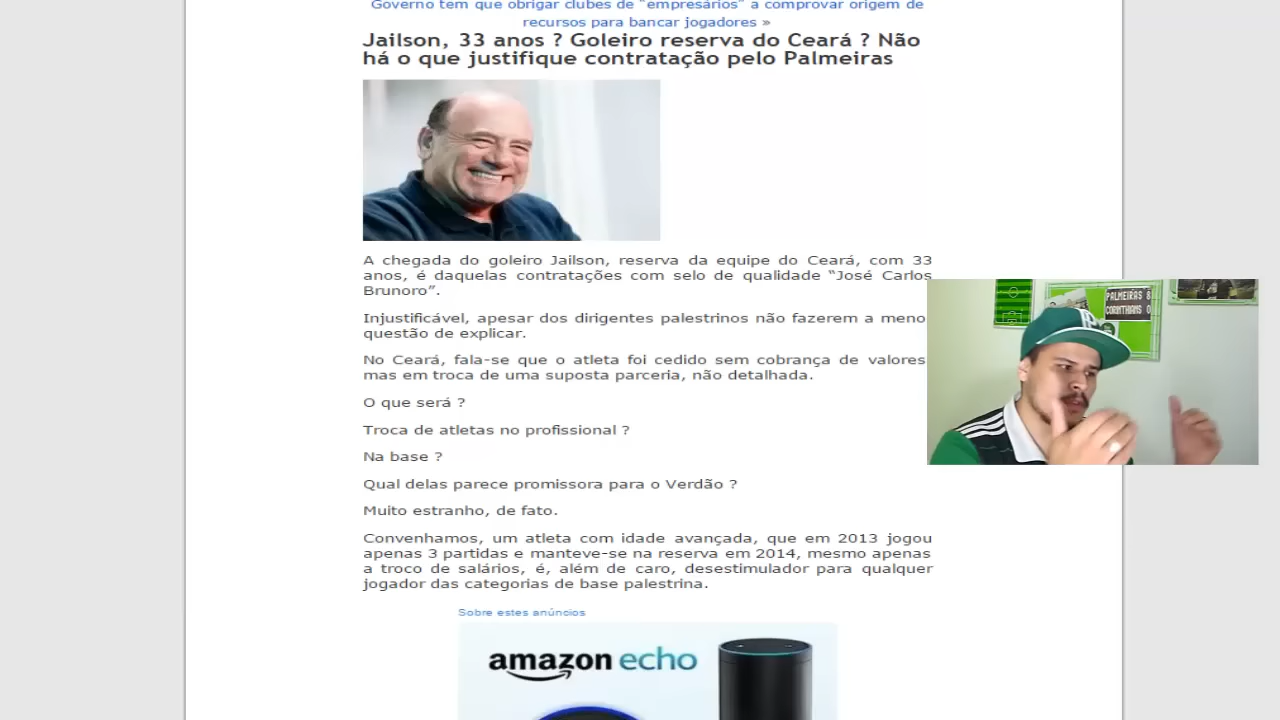 Governo tem que obrigar clubes de "empresários" a comprovar origem de
recursos para bancar jogadores »
Jailson, 33 anos ? Goleiro reserva do Ceará ? Não
há o que justifique contratação pelo Palmeiras
A chegada do goleiro Jailson, reserva da equipe do Ceará, com 33
anos, é daquelas contratações com selo de qualidade “José Carlos
Brunoro”.
Injustificável, apesar dos dirigentes palestrinos não fazerem a meno
questão de explicar.
No Ceará, fala-se que o atleta foi cedido sem cobrança de valores
mas em troca de uma suposta parceria, não detalhada.
O que será ?
Troca de atletas no profissional ?
Na base ?
Qual delas parece promissora para o Verdão ?
Muito estranho, de fato.
Convenhamos, um atleta com idade avançada, que em 2013 jogou
apenas 3 partidas e manteve-se na reserva em 2014, mesmo apenas
a troco de salários, é, além de caro, desestimulador para qualquer
jogador das categorias de base palestrina.
Sobre estes anúncios
amazon echo
PALMEIRAS 8
CORINTHIANS 0